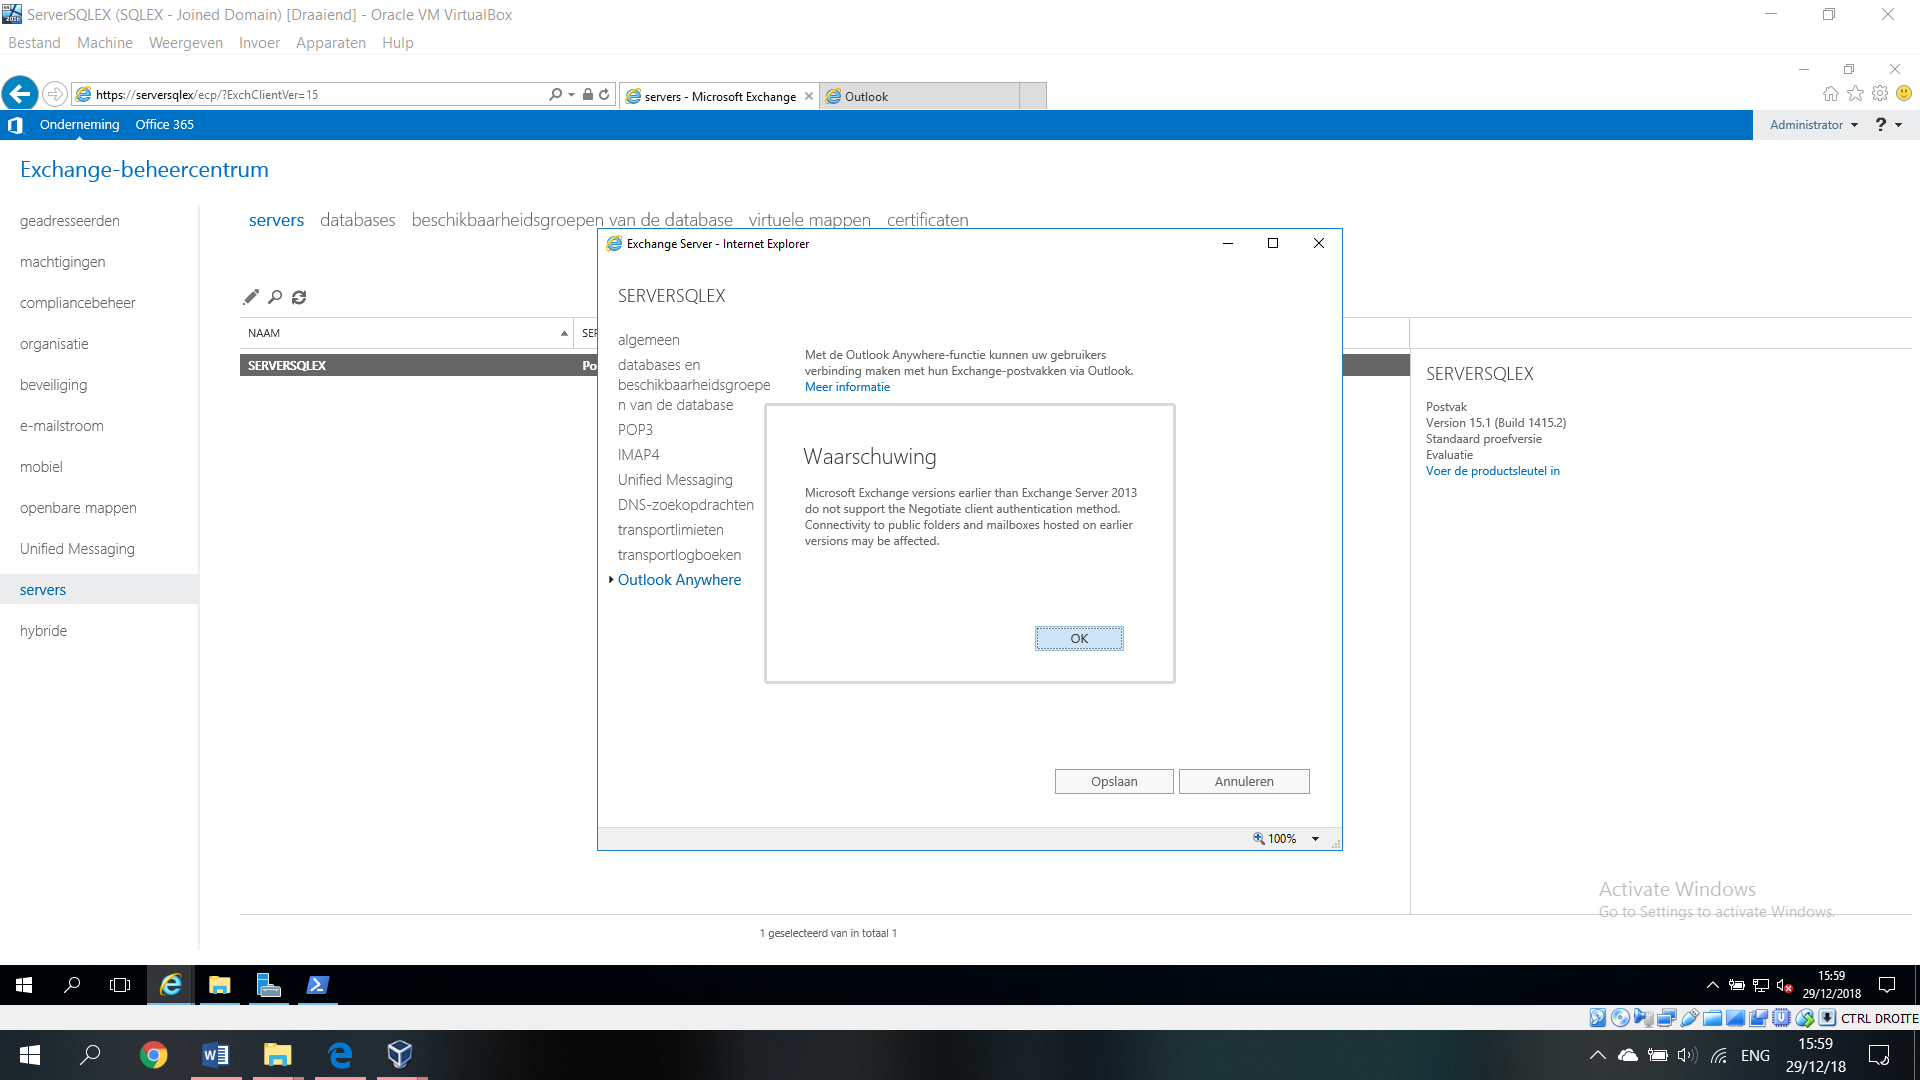 ServerSQLEX (SQLEX - Joined Domain) [Draaiend] - Oracle VM VirtualBox
Bestand Machine Weergeven Invoer Apparaten Hulp
https://serversqlex/ecp/?ExchClientVer=15
servers - Microsoft Exchange
Outlook
Onderneming Office 365
Administrator ?
Exchange-beheercentrum
geadresseerden
machtigingen
compliancebeheer
organisatie
beveiliging
e-mailstroom
mobiel
openbare mappen
Unified Messaging
servers
hybride
servers databases beschikbaarheidsgroepen van de database virtuele mappen certificaten
NAAM
SER
SERVERSQLEX
Po
Exchange Server - Internet Explorer
SERVERSQLEX
algemeen
databases en
beschikbaarheidsgroepe
n van de database
POP3
IMAP4
Unified Messaging
DNS-zoekopdrachten
transportlimieten
transportlogboeken
Outlook Anywhere
Met de Outlook Anywhere-functie kunnen uw gebruikers
verbinding maken met hun Exchange-postvakken via Outlook.
Meer informatie
Waarschuwing
Microsoft Exchange versions earlier than Exchange Server 2013
do not support the Negotiate client authentication method.
Connectivity to public folders and mailboxes hosted on earlier
versions may be affected.
OK
Opslaan
Annuleren
100%
SERVERSQLEX
Postvak
Version 15.1 (Build 1415.2)
Standaard proefversie
Evaluatie
Voer de productsleutel in
Activate Windows
Go to Settings to activate Windows.
1 geselecteerd van in totaal 1
15:59
29/12/2018
CTRL DROITE
ENG
15:59
29/12/18